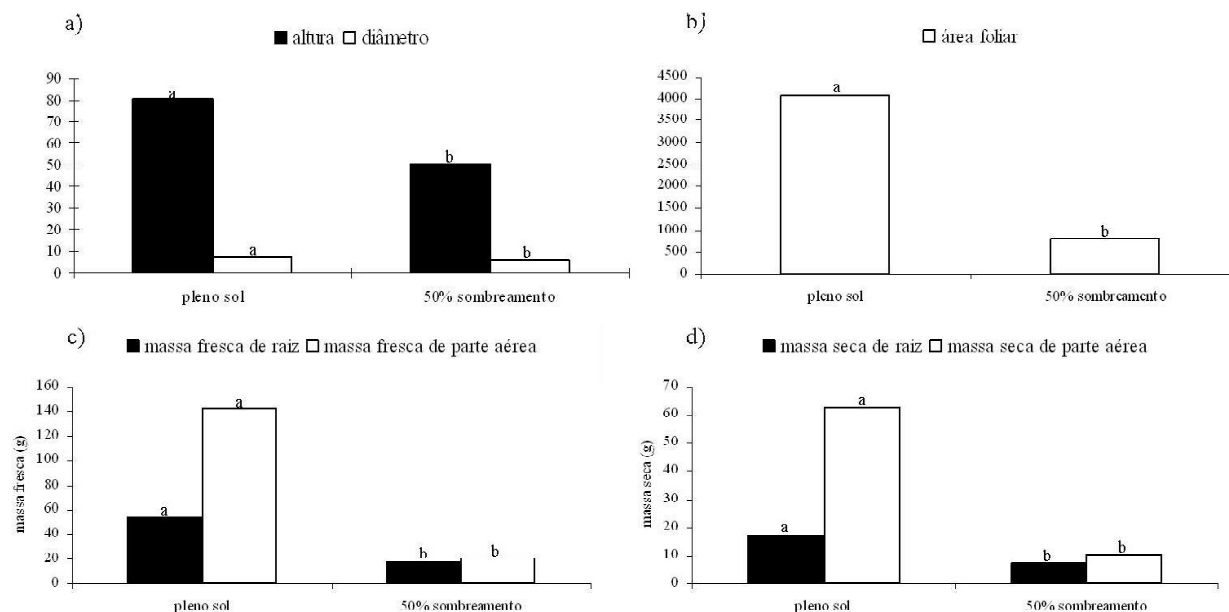 a)
altura diâmetro
90
80
70
60
50
40
30
20
10
0
a
a
b
b
pleno sol 50% sombreamento
b)
área foliar
4500
4000
3500
3000
2500
2000
1500
1000
500
0
a
b
pleno sol 50% sombreamento
c)
massa fresca de raiz massa fresca de parte aérea
massa fresca (g)
160
140
120
100
80
60
40
20
0
a
a
b
b
pleno sol 50% sombreamento
d)
massa seca de raiz massa seca de parte aérea
massa seca (g)
70
60
50
40
30
20
10
0
a
a
b
b
pleno sol 50% sombreamento